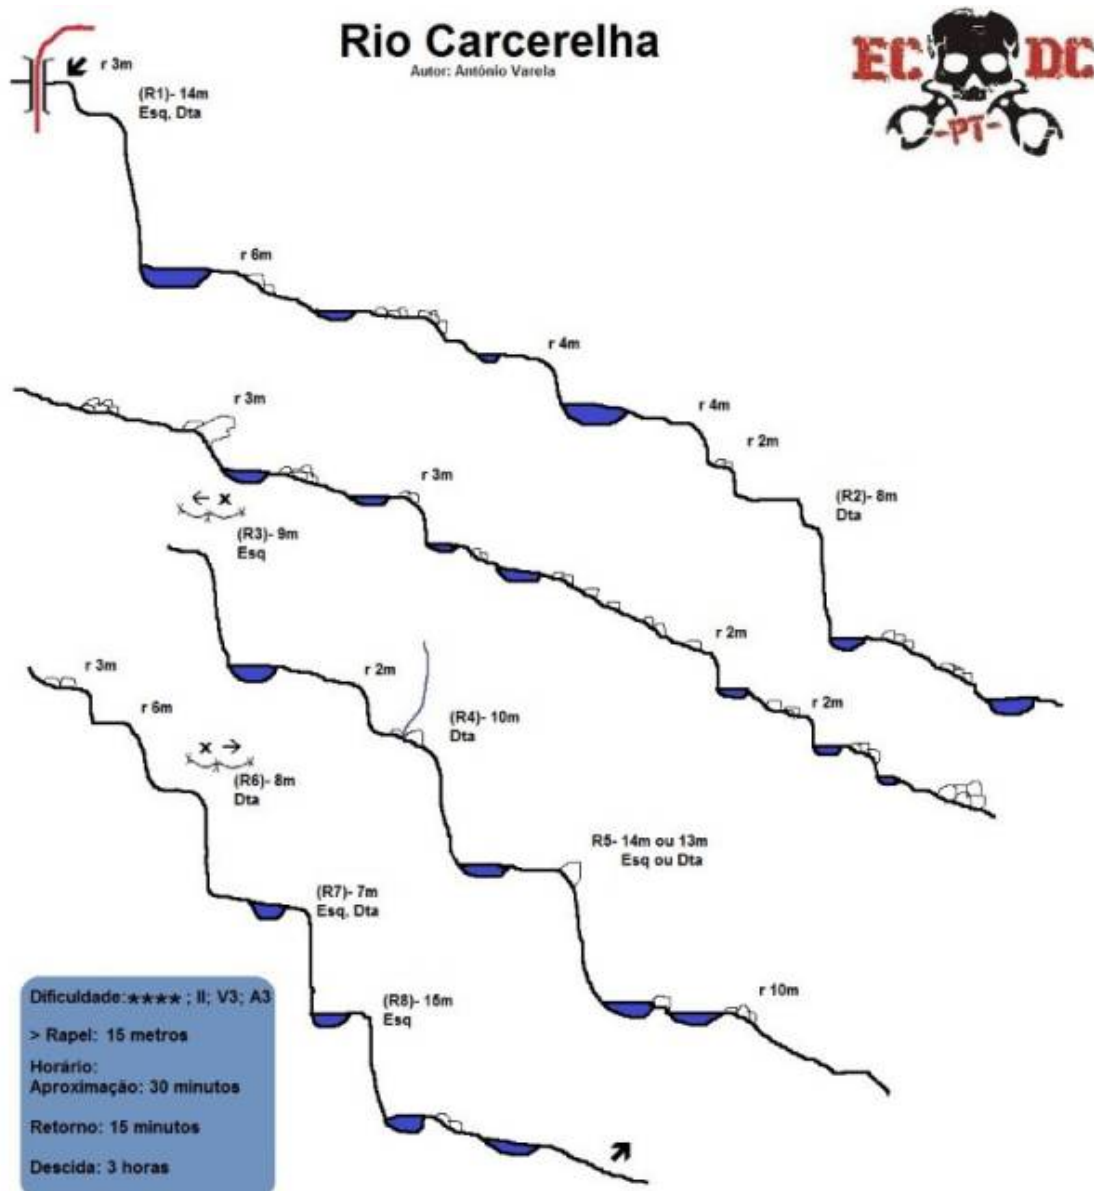 Rio Carcerelha
Autor: António Varela
EC DC
-PT-
r 3m
(R1)- 14m
Esq, Dta
r 6m
r 4m
r 4m
r 2m
(R2)- 8m
Dta
r 3m
r 3m
r 2m
r 2m
← x
(R3)- 9m
Esq
r 2m
(R4)- 10m
Dta
R5- 14m ou 13m
Esq ou Dta
r 10m
r 3m
r 6m
x →
(R6)- 8m
Dta
(R7)- 7m
Esq, Dta
(R8)- 15m
Esq
Dificuldade:★★★★ ; II; V3; A3
> Rapel: 15 metros
Horário:
Aproximação: 30 minutos
Retorno: 15 minutos
Descida: 3 horas